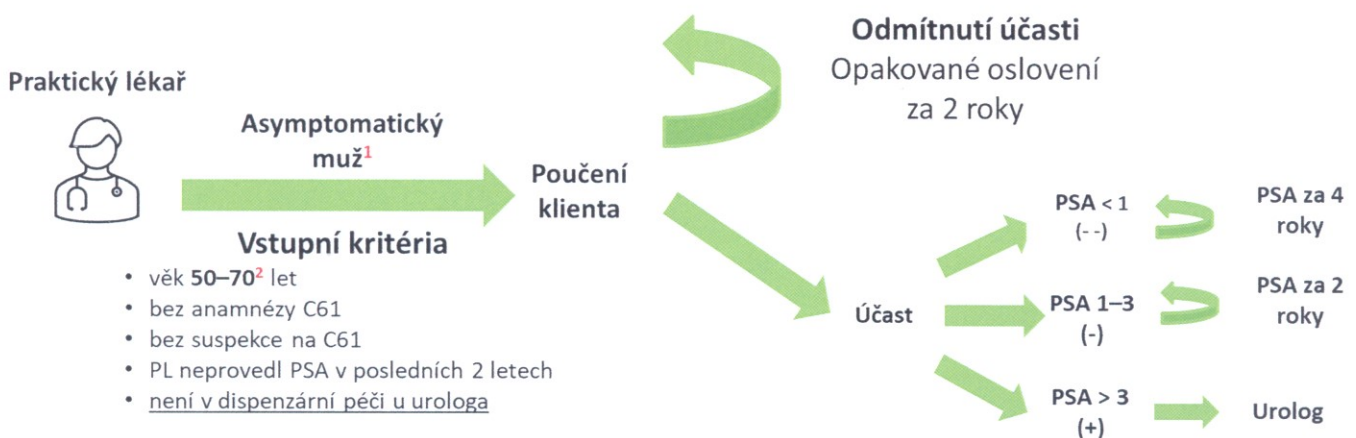 Praktický lékař
Asymptomatický
muž1
Vstupní kritéria
• věk 50–702 let
• bez anamnézy C61
• bez suspekce na C61
• PL neprovedl PSA v posledních 2 letech
• není v dispenzární péči u urologa
Poučení
klienta
Odmítnutí účasti
Opakované oslovení
za 2 roky
Účast
PSA < 1
(- -)
PSA za 4
roky
PSA 1–3
(-)
PSA za 2
roky
PSA > 3
(+)
Urolog